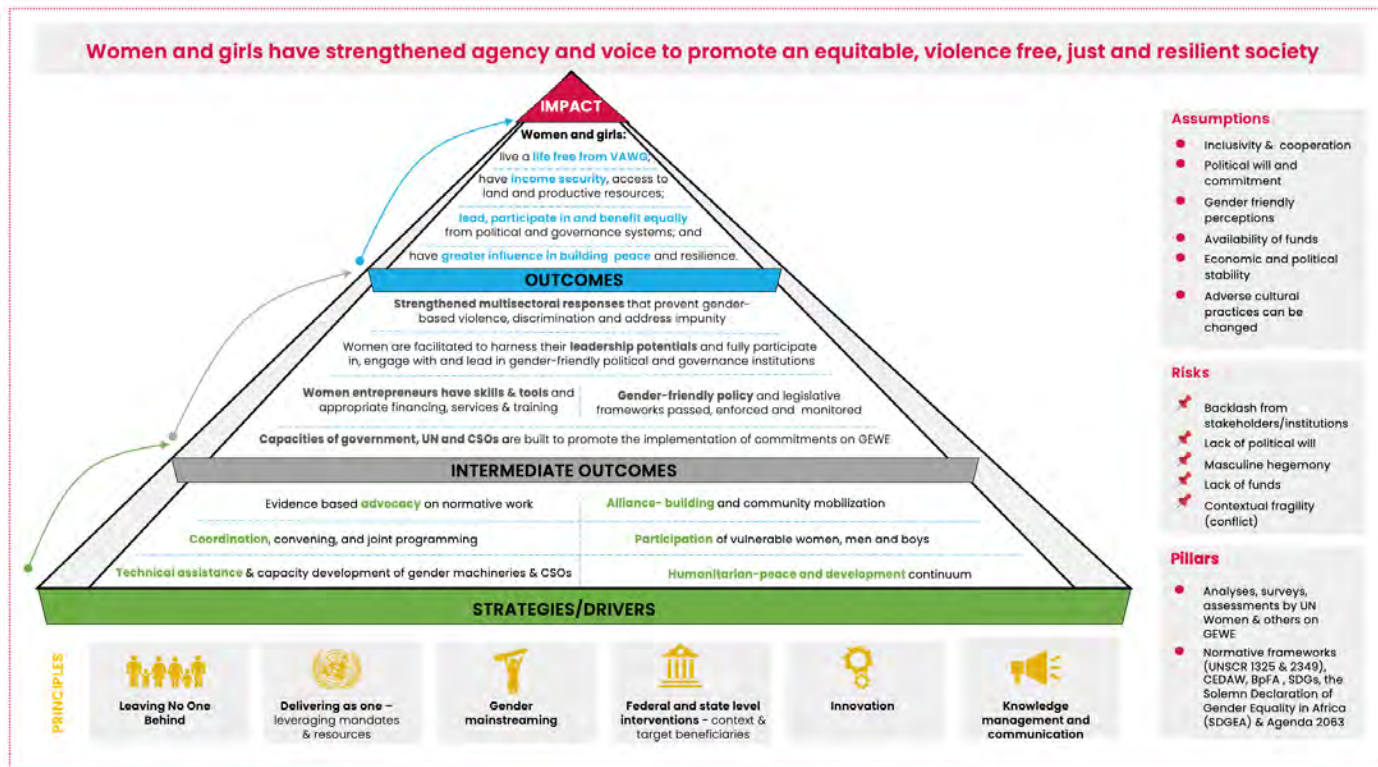 Women and girls have strengthened agency and voice to promote an equitable, violence free, just and resilient society
IMPACT
Women and girls:
live a life free from VAWG;
have income security, access to
land and productive resources;
lead, participate in and benefit equally
from political and governance systems; and
have greater influence in building peace and resilience.
OUTCOMES
Strengthened multisectoral responses that prevent gender-
based violence, discrimination and address impunity
Women are facilitated to harness their leadership potentials and fully participate
in, engage with and lead in gender-friendly political and governance institutions
Women entrepreneurs have skills & tools and
appropriate financing, services & training
Gender-friendly policy and legislative
frameworks passed, enforced and monitored
Capacities of government, UN and CSOs are built to promote the implementation of commitments on GEWE
INTERMEDIATE OUTCOMES
Evidence based advocacy on normative work
Alliance- building and community mobilization
Coordination, convening, and joint programming
Participation of vulnerable women, men and boys
Technical assistance & capacity development of gender machineries & CSOs
Humanitarian-peace and development continuum
STRATEGIES/DRIVERS
PRINCIPLES
Leaving No One
Behind
Delivering as one –
leveraging mandates
& resources
Gender
mainstreaming
Federal and state level
interventions - context &
target beneficiaries
Innovation
Knowledge
management and
communication
Assumptions
Inclusivity & cooperation
Political will and
commitment
Gender friendly
perceptions
Availability of funds
Economic and political
stability
Adverse cultural
practices can be
changed
Risks
Backlash from
stakeholders/institutions
Lack of political will
Masculine hegemony
Lack of funds
Contextual fragility
(conflict)
Pillars
Analyses, surveys,
assessments by UN
Women & others on
GEWE
Normative frameworks
(UNSCR 1325 & 2349),
CEDAW, BpFA , SDGs, the
Solemn Declaration of
Gender Equality in Africa
(SDGEA) & Agenda 2063